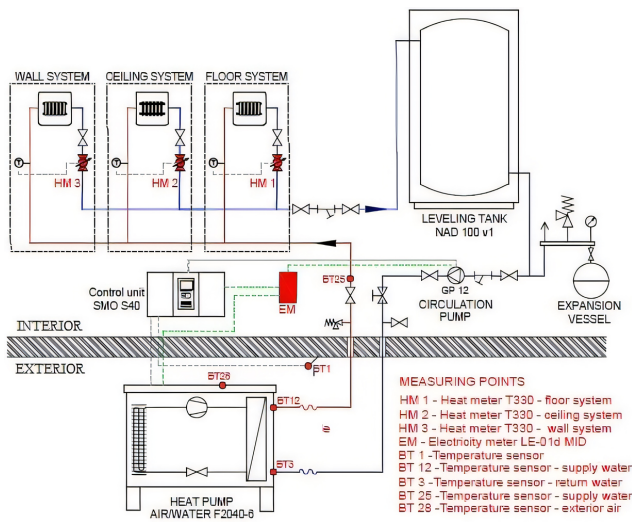 WALL SYSTEM
CEILING SYSTEM
FLOOR SYSTEM
T
T
T
HM 3
HM 2
HM 1
LEVELING TANK
NAD 100 v1
BT25
GP 12
CIRCULATION
PUMP
EXPANSION
VESSEL
Control unit
SMO S40
EM
INTERIOR
EXTERIOR
BT1
BT28
BT12
BT3
HEAT PUMP
AIR/WATER F2040-6
MEASURING POINTS
HM 1 - Heat meter T330 - floor system
HM 2 - Heat meter T330 - ceiling system
HM 3 - Heat meter T330 - wall system
EM - Electricity meter LE-01d MID
BT 1 -Temperature sensor
BT 12 -Temperature sensor - supply water
BT 3 -Temperature sensor - return water
BT 25 -Temperature sensor - supply water
BT 28 -Temperature sensor - exterior air